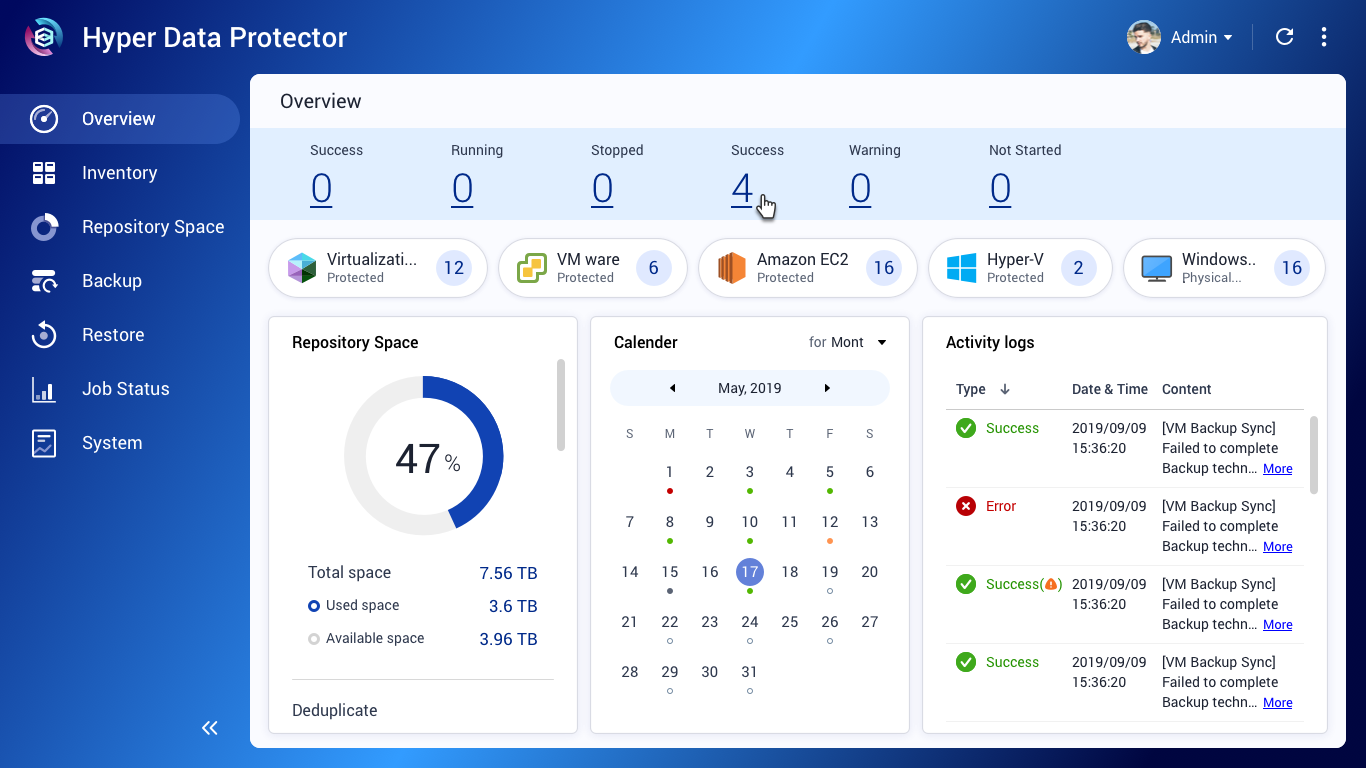 Hyper Data Protector
Admin
Overview
Inventory
Repository Space
Backup
Restore
Job Status
System
Overview
Success Running Stopped Success Warning Not Started
0 0 0 4 0 0
Virtualizati... 12
Protected
VM ware 6
Protected
Amazon EC2 16
Protected
Hyper-V 2
Protected
Windows.. 16
Physical...
Repository Space
47 %
Total space 7.56 TB
Used space 3.6 TB
Available space 3.96 TB
Deduplicate
Calender for Mont
May, 2019
S M T W T F S
1 2 3 4 5 6
7 8 9 10 11 12 13
14 15 16 17 18 19 20
21 22 23 24 25 26 27
28 29 30 31
Activity logs
Type Date & Time Content
Success 2019/09/09 [VM Backup Sync]
15:36:20 Failed to complete
Backup techn... More
Error 2019/09/09 [VM Backup Sync]
15:36:20 Failed to complete
Backup techn... More
Success( ) 2019/09/09 [VM Backup Sync]
15:36:20 Failed to complete
Backup techn... More
Success 2019/09/09 [VM Backup Sync]
15:36:20 Failed to complete
Backup techn... More